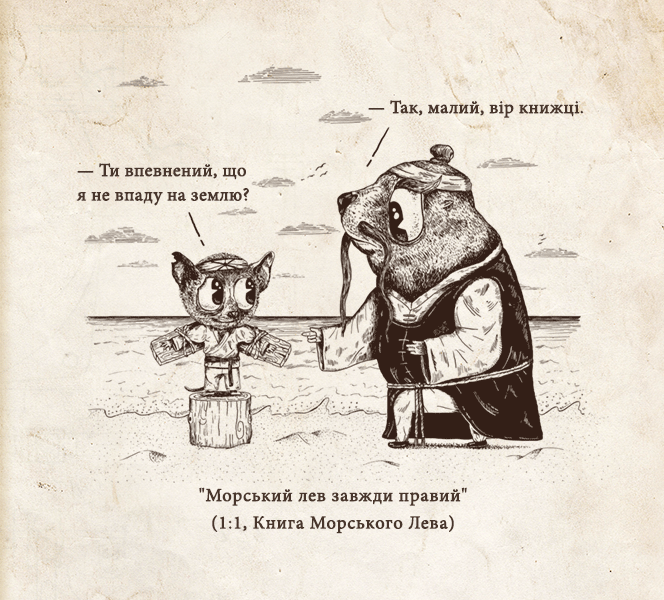 — Так, малий, вір книжці.
— Ти впевнений, що
я не впаду на землю?
"Морський лев завжди правий"
(1:1, Книга Морського Лева)